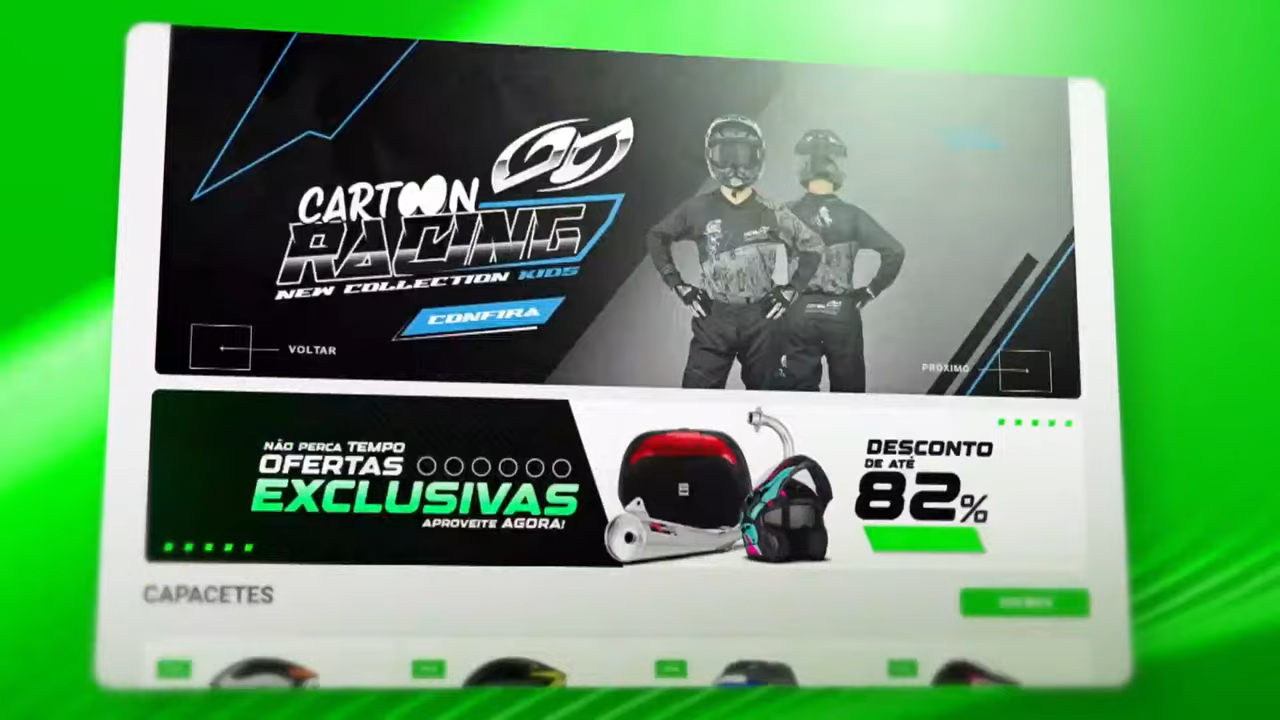 CARTOON
RACING
NEW COLLECTION KIDS
CONFIRA
VOLTAR
PRÓXIMO
NÃO PERCA TEMPO
OFERTAS
EXCLUSIVAS
APROVEITE AGORA!
DESCONTO
DE ATÉ
82%
CAPACETES